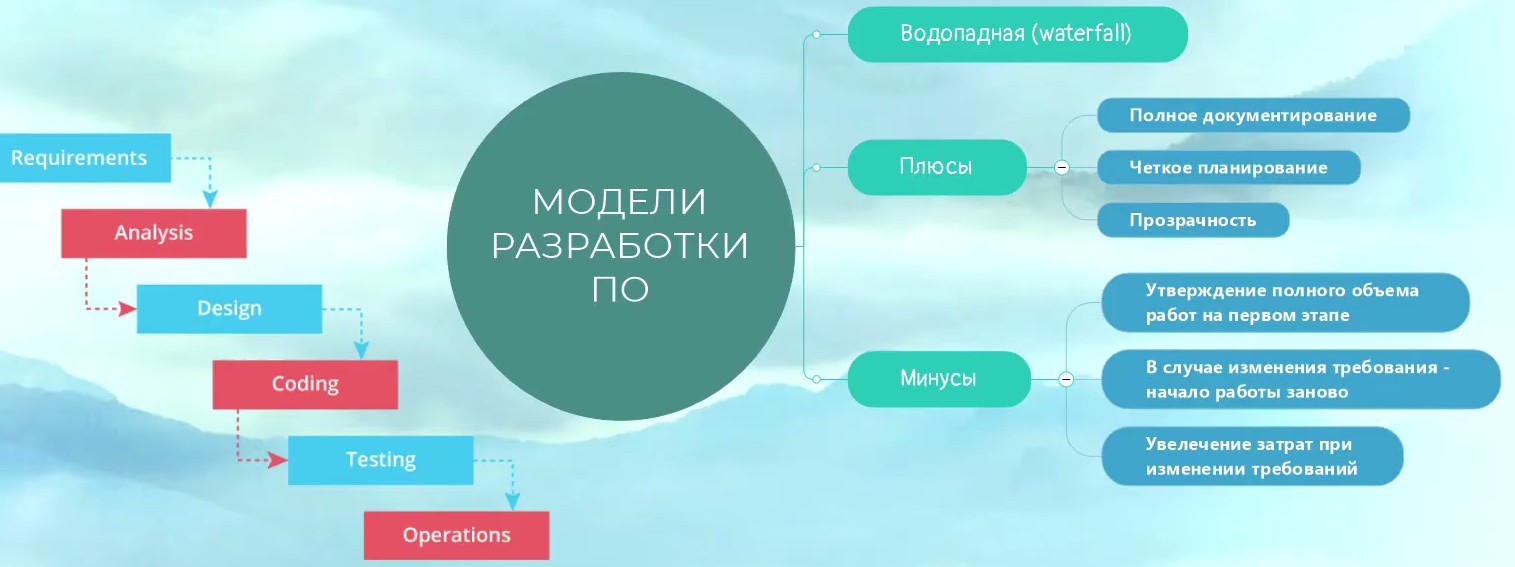 Requirements
Analysis
Design
Coding
Testing
Operations
МОДЕЛИ
РАЗРАБОТКИ
ПО
Водопадная (waterfall)
Плюсы
Полное документирование
Четкое планирование
Прозрачность
Минусы
Утверждение полного объема
работ на первом этапе
В случае изменения требования -
начало работы заново
Увелечение затрат при
изменении требований